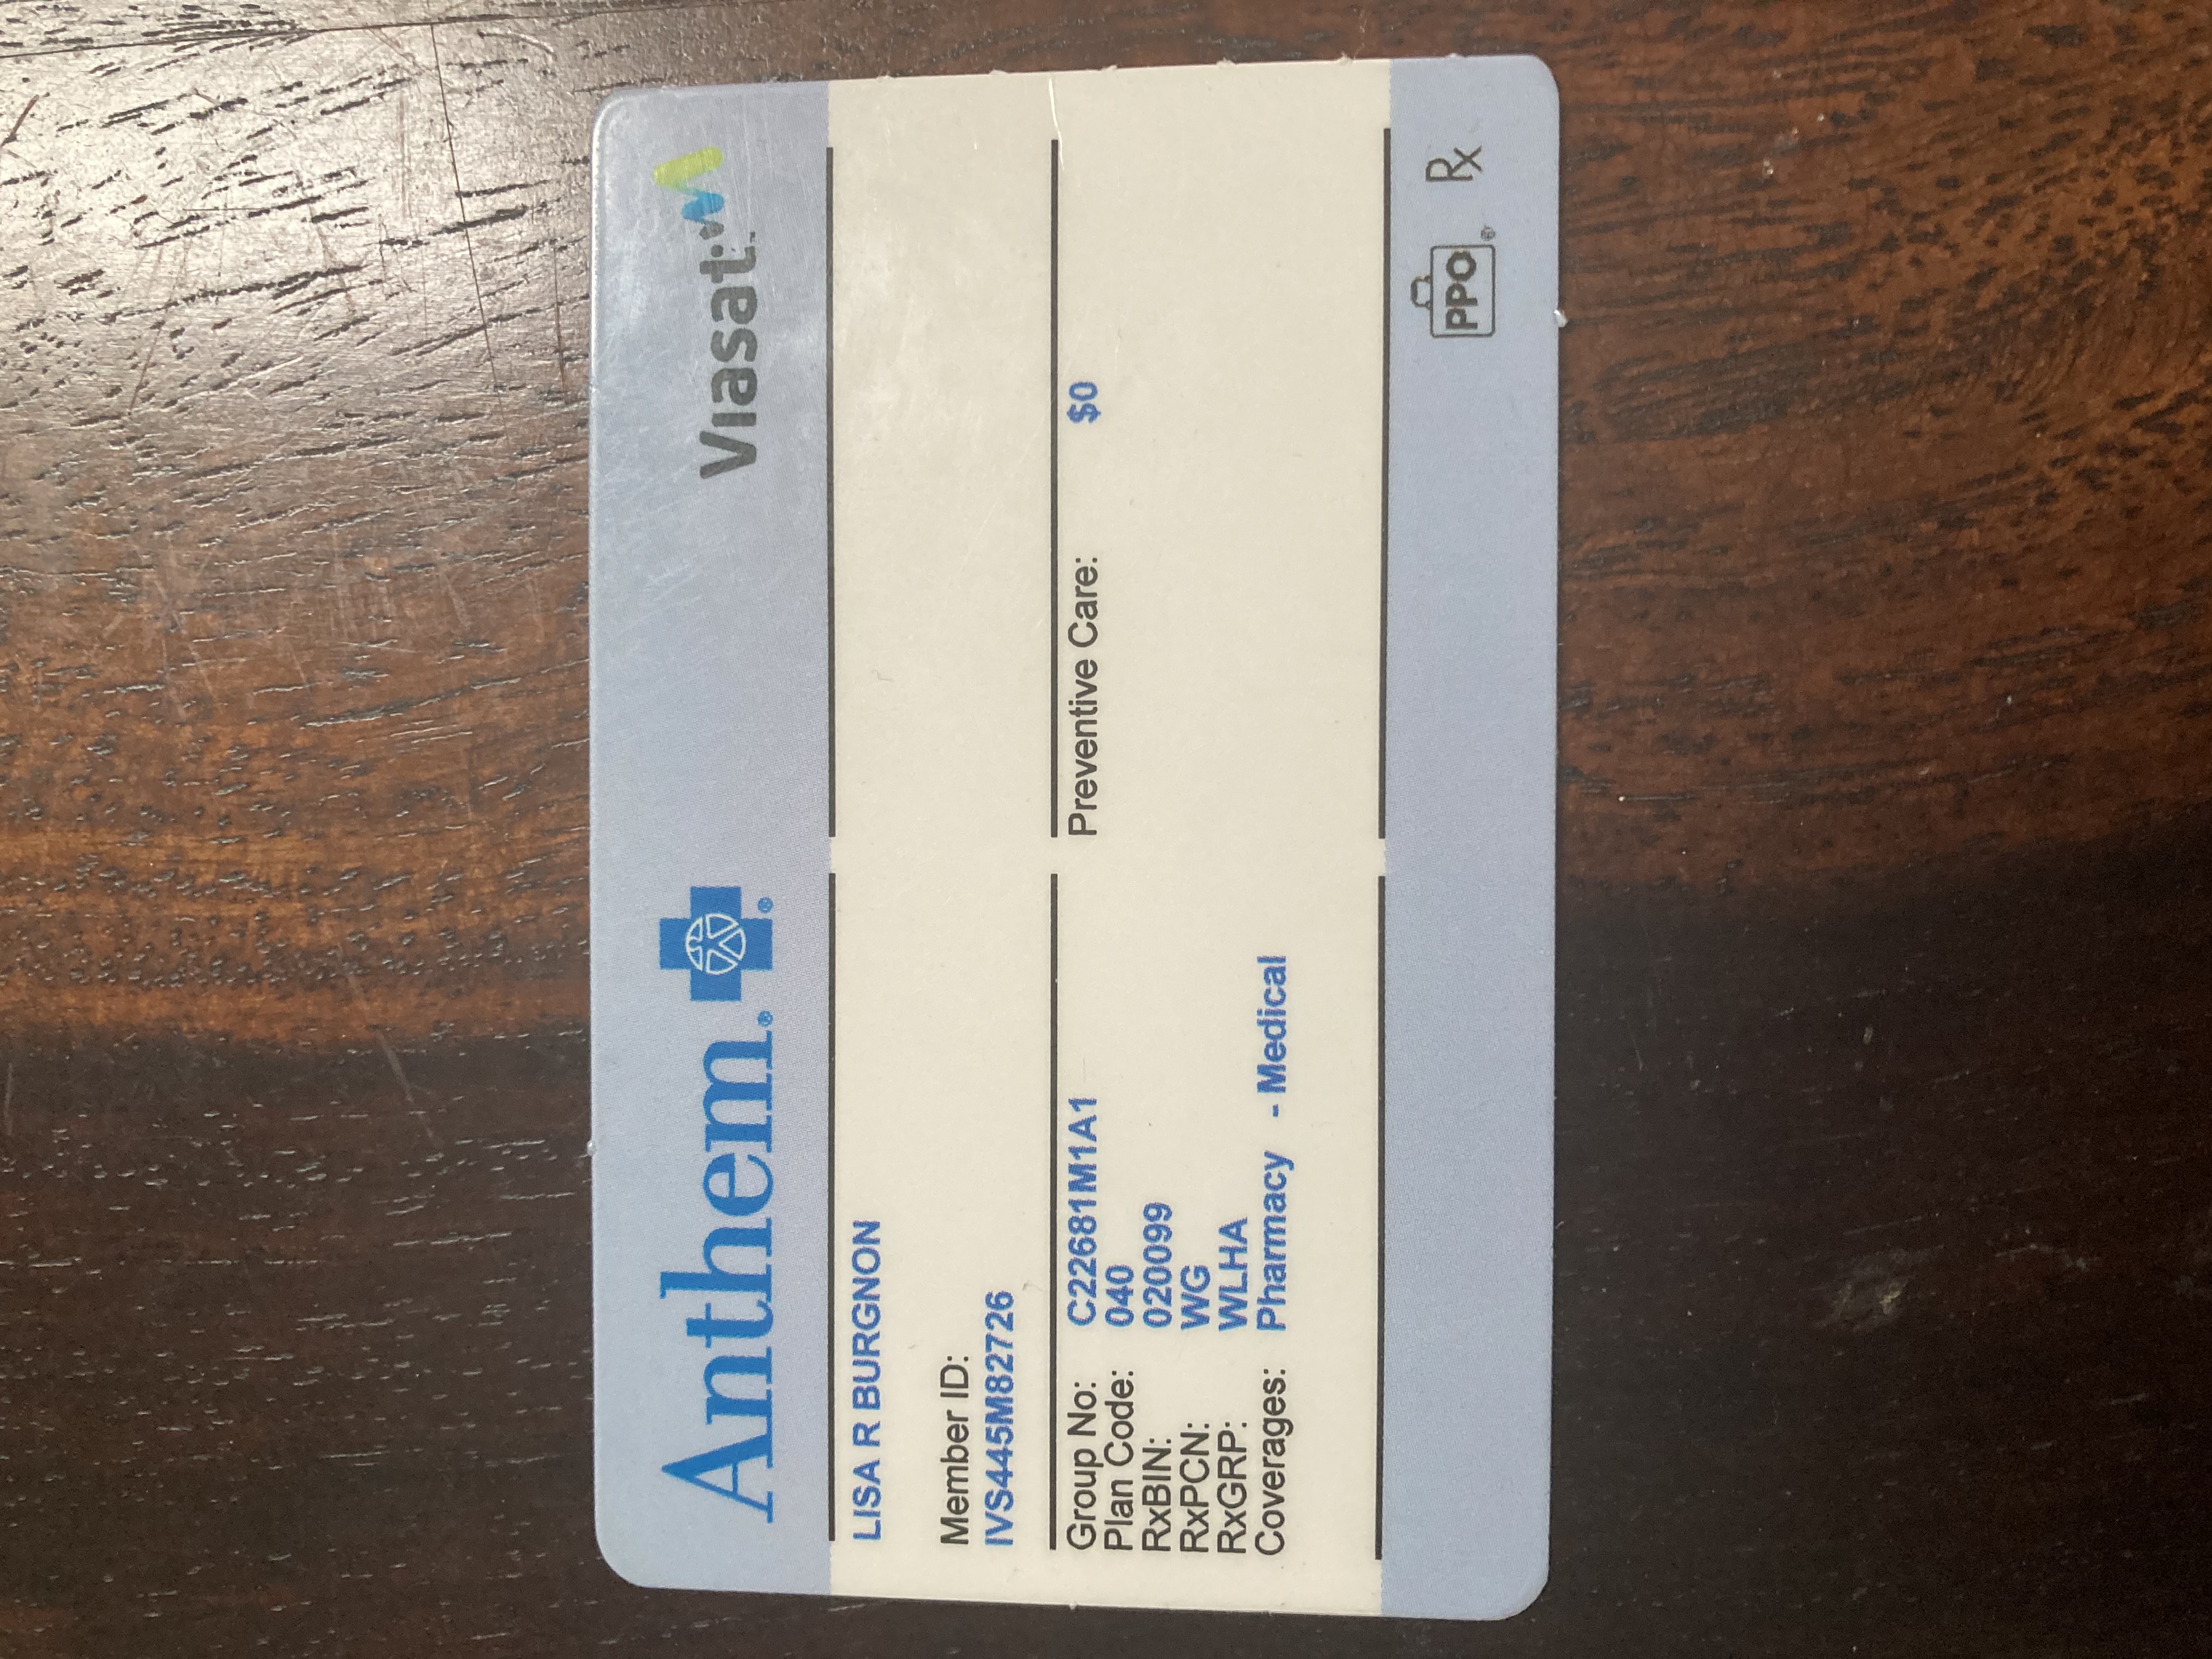 Anthem
Viasat
LISA R BURGNON
Member ID:
IVS445M82726
Group No: C22681M1A1
Plan Code: 040
RxBIN: 020099
RxPCN: WG
RxGRP: WLHA
Coverages: Pharmacy - Medical
Preventive Care: $0
PPO
Rx